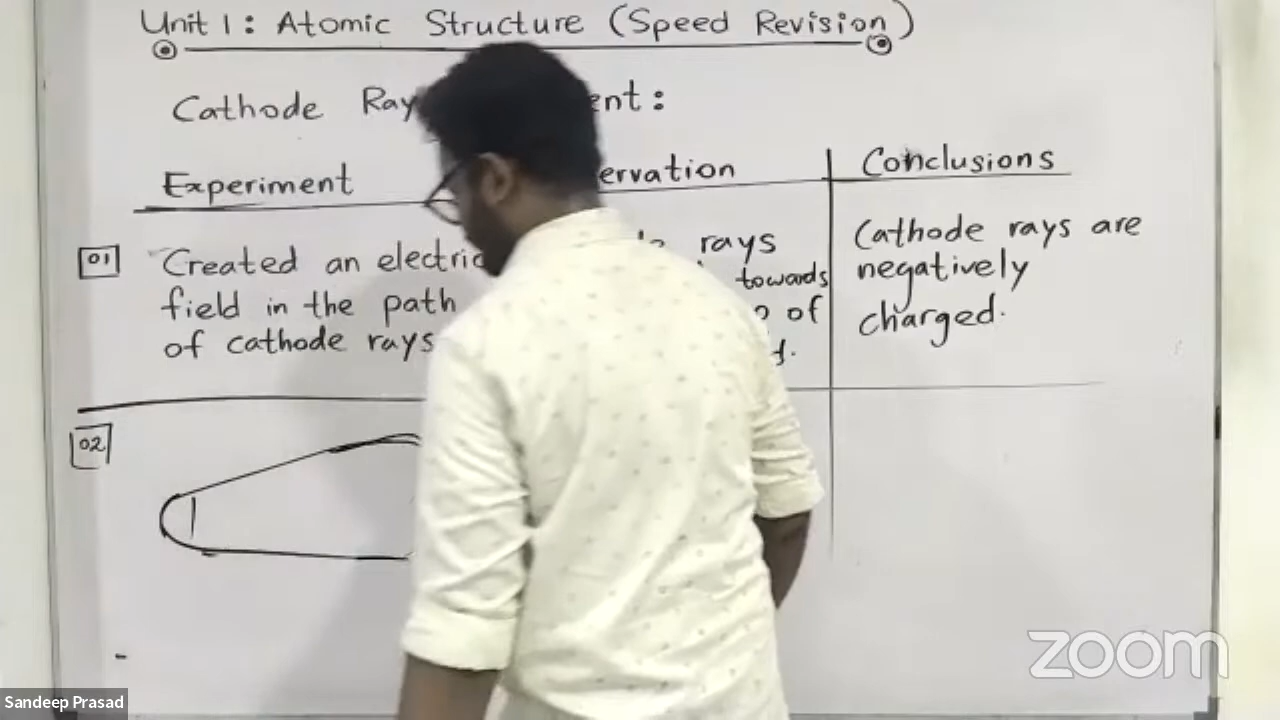 Unit 1: Atomic Structure (Speed Revision)
Cathode Ray ent:
Experiment ervation Conclusions
01 Created an electric rays Cathode rays are
field in the path towards negatively
of cathode rays of charged.
02
zoom
Sandeep Prasad